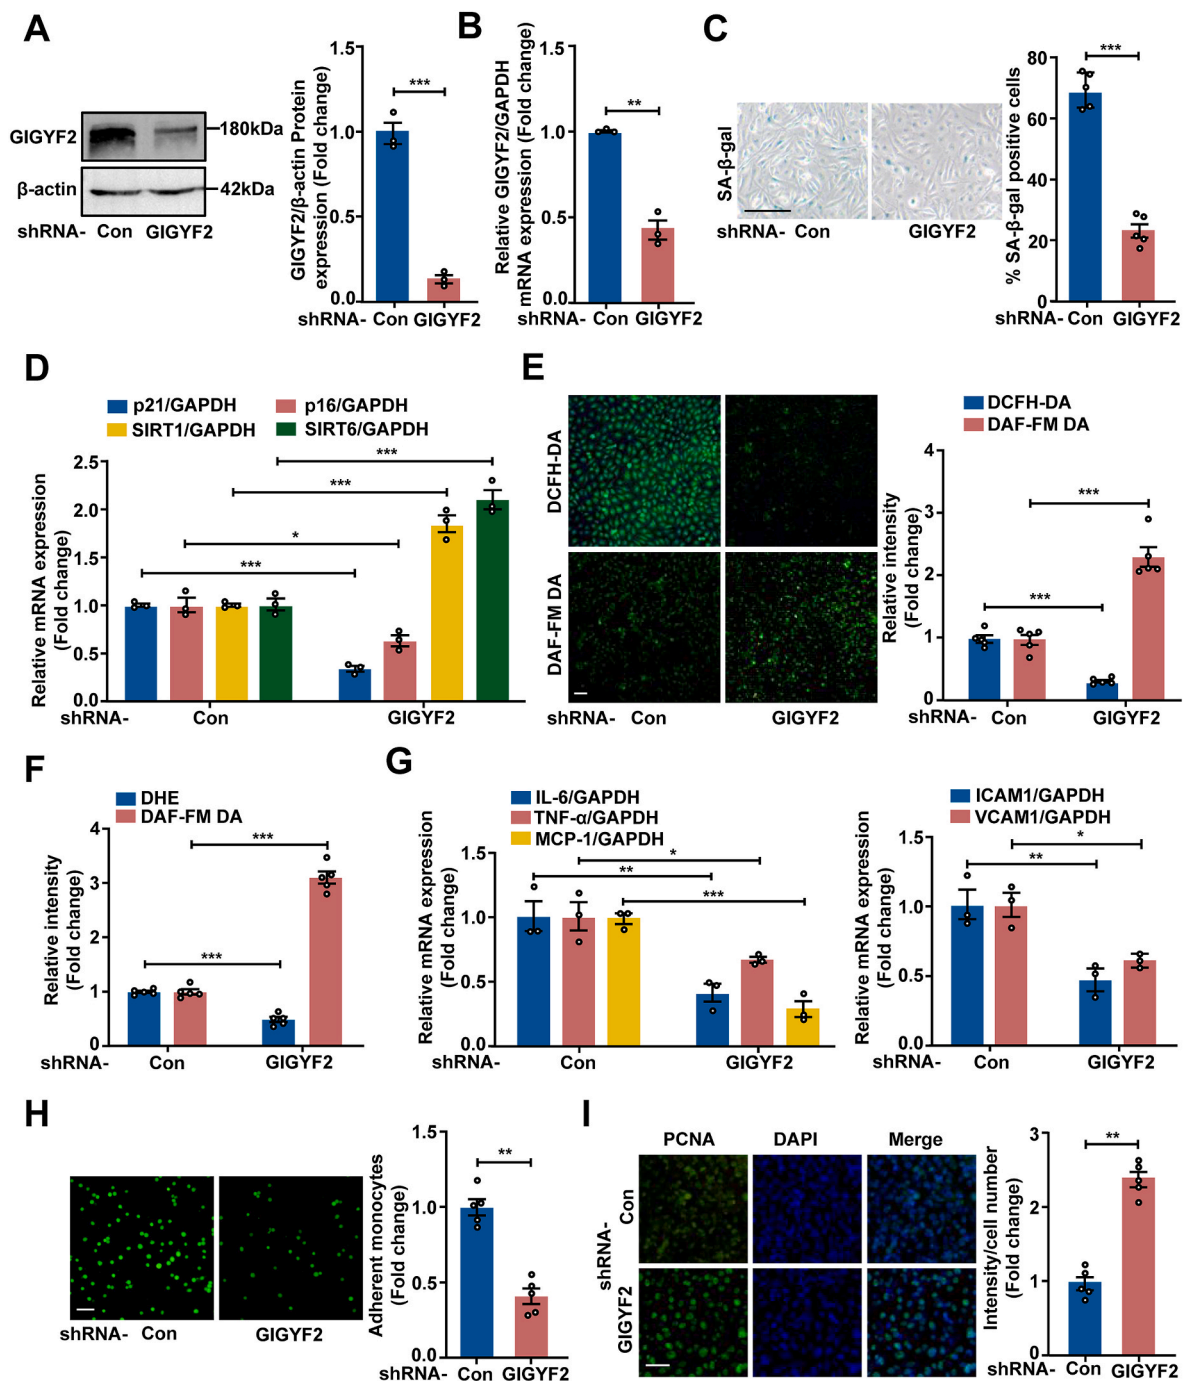 A
GIGYF2
180kDa
β-actin
42kDa
shRNA- Con GIGYF2
GIGYF2/β-actin Protein
expression (Fold change)
1.5
1.0
0.5
0.0
***
shRNA- Con GIGYF2
B
Relative GIGYF2/GAPDH
mRNA expression (Fold change)
1.5
1.0
0.5
0.0
**
shRNA- Con GIGYF2
C
SA-β-gal
shRNA- Con GIGYF2
% SA-β-gal positive cells
80
60
40
20
0
***
shRNA- Con GIGYF2
D
p21/GAPDH p16/GAPDH
SIRT1/GAPDH SIRT6/GAPDH
Relative mRNA expression
(Fold change)
2.5
2.0
1.5
1.0
0.5
0.0
***
***
*
***
shRNA- Con GIGYF2
E
DCFH-DA
DAF-FM DA
shRNA- Con GIGYF2
DCFH-DA
DAF-FM DA
Relative intensity
(Fold change)
4
3
2
1
0
***
***
shRNA- Con GIGYF2
F
DHE
DAF-FM DA
Relative intensity
(Fold change)
4
3
2
1
0
***
***
shRNA- Con GIGYF2
G
IL-6/GAPDH
TNF-α/GAPDH
MCP-1/GAPDH
Relative mRNA expression
(Fold change)
1.5
1.0
0.5
0.0
*
**
***
Con GIGYF2
ICAM1/GAPDH
VCAM1/GAPDH
Relative mRNA expression
(Fold change)
1.5
1.0
0.5
0.0
*
**
shRNA- Con GIGYF2
H
shRNA- Con GIGYF2
Adherent monocytes
(Fold change)
1.5
1.0
0.5
0.0
**
shRNA- Con GIGYF2
I
PCNA DAPI Merge
shRNA-
Con
GIGYF2
Intensity/cell number
(Fold change)
3
2
1
0
**
shRNA- Con GIGYF2